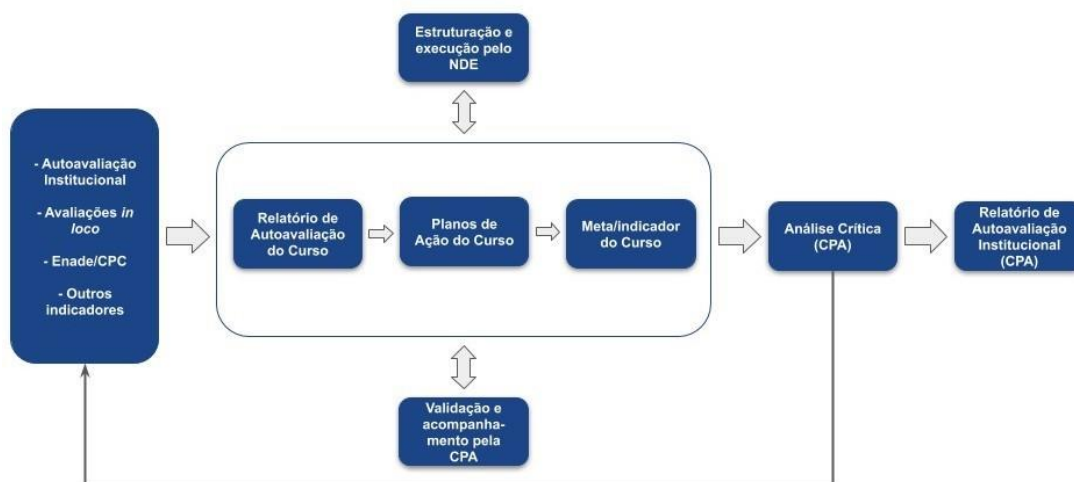 Estruturação e
execução pelo
NDE
- Autoavaliação
Institucional
- Avaliações in
loco
- Enade/CPC
- Outros
indicadores
Relatório de
Autoavaliação
do Curso
Planos de
Ação do Curso
Meta/indicador
do Curso
Análise Crítica
(CPA)
Relatório de
Autoavaliação
Institucional
(CPA)
Validação e
acompanha-
mento pela
CPA